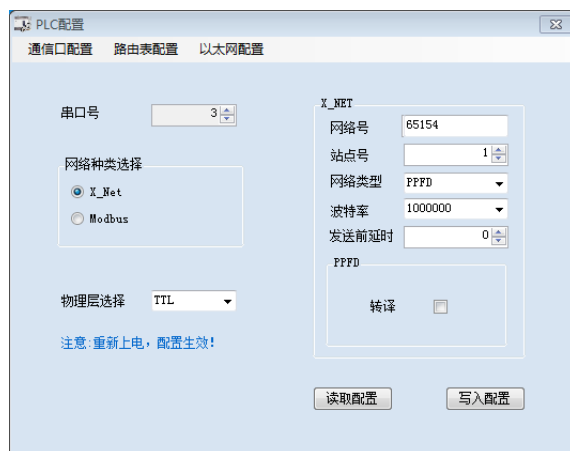 PLC配置
通信口配置 路由表配置 以太网配置
串口号 3
网络种类选择
X_Net
Modbus
物理层选择 TTL
注意:重新上电，配置生效!
X_NET
网络号 65154
站点号 1
网络类型 PPFD
波特率 1000000
发送前延时 0
PPFD
转译
读取配置 写入配置